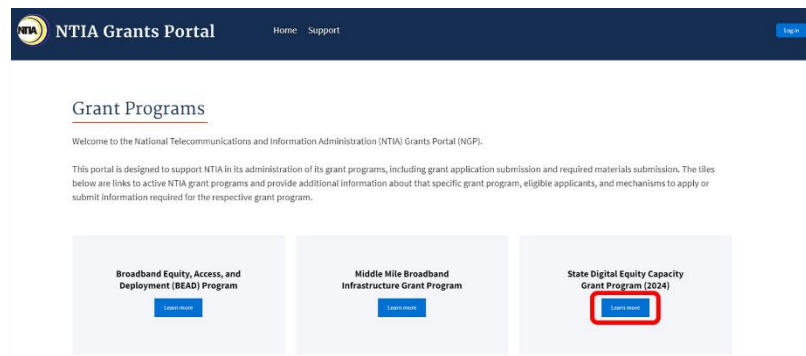 NTIA NTIA Grants Portal Home Support Login
Grant Programs
Welcome to the National Telecommunications and Information Administration (NTIA) Grants Portal (NGP).
This portal is designed to support NTIA in its administration of its grant programs, including grant application submission and required materials submission. The tiles
below are links to active NTIA grant programs and provide additional information about that specific grant program, eligible applicants, and mechanisms to apply or
submit information required for the respective grant program.
Broadband Equity, Access, and
Deployment (BEAD) Program
Learn more
Middle Mile Broadband
Infrastructure Grant Program
Learn more
State Digital Equity Capacity
Grant Program (2024)
Learn more